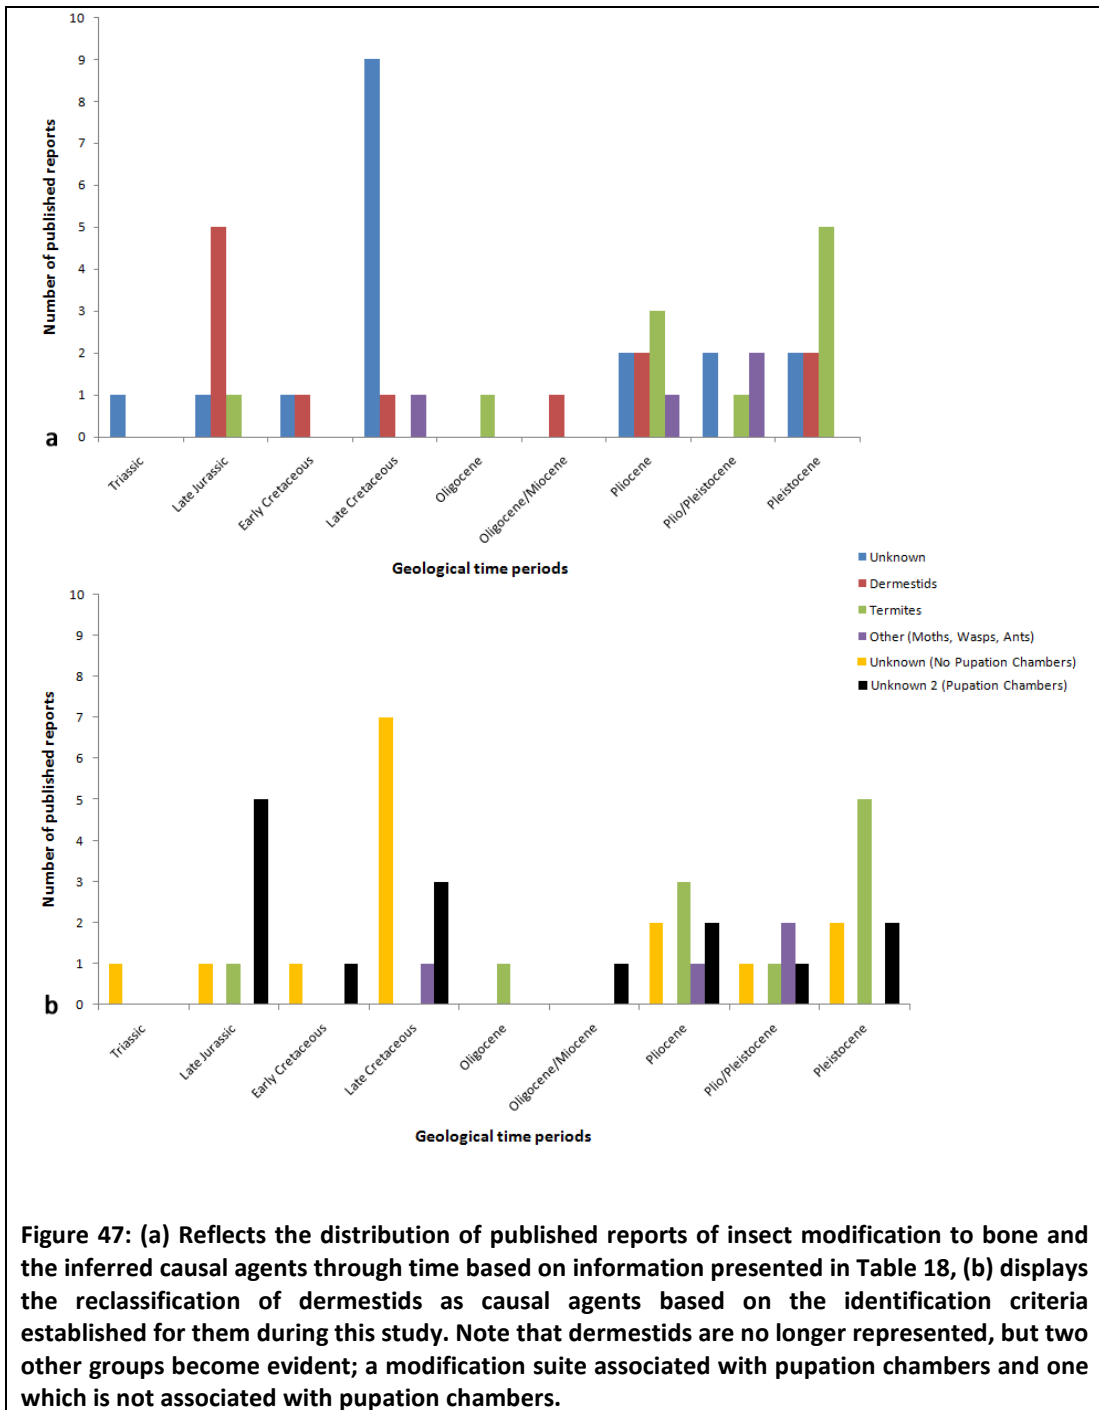 10
9
8
7
6
5
4
3
2
1
0
Number of published reports
a
Triassic
Late Jurassic
Early Cretaceous
Late Cretaceous
Oligocene
Oligocene/Miocene
Pliocene
Plio/Pleistocene
Pleistocene
Geological time periods
Unknown
Dermestids
Termites
Other (Moths, Wasps, Ants)
Unknown (No Pupation Chambers)
Unknown 2 (Pupation Chambers)
10
9
8
7
6
5
4
3
2
1
0
Number of published reports
b
Triassic
Late Jurassic
Early Cretaceous
Late Cretaceous
Oligocene
Oligocene/Miocene
Pliocene
Plio/Pleistocene
Pleistocene
Geological time periods
Figure 47: (a) Reflects the distribution of published reports of insect modification to bone and
the inferred causal agents through time based on information presented in Table 18, (b) displays
the reclassification of dermestids as causal agents based on the identification criteria
established for them during this study. Note that dermestids are no longer represented, but two
other groups become evident; a modification suite associated with pupation chambers and one
which is not associated with pupation chambers.